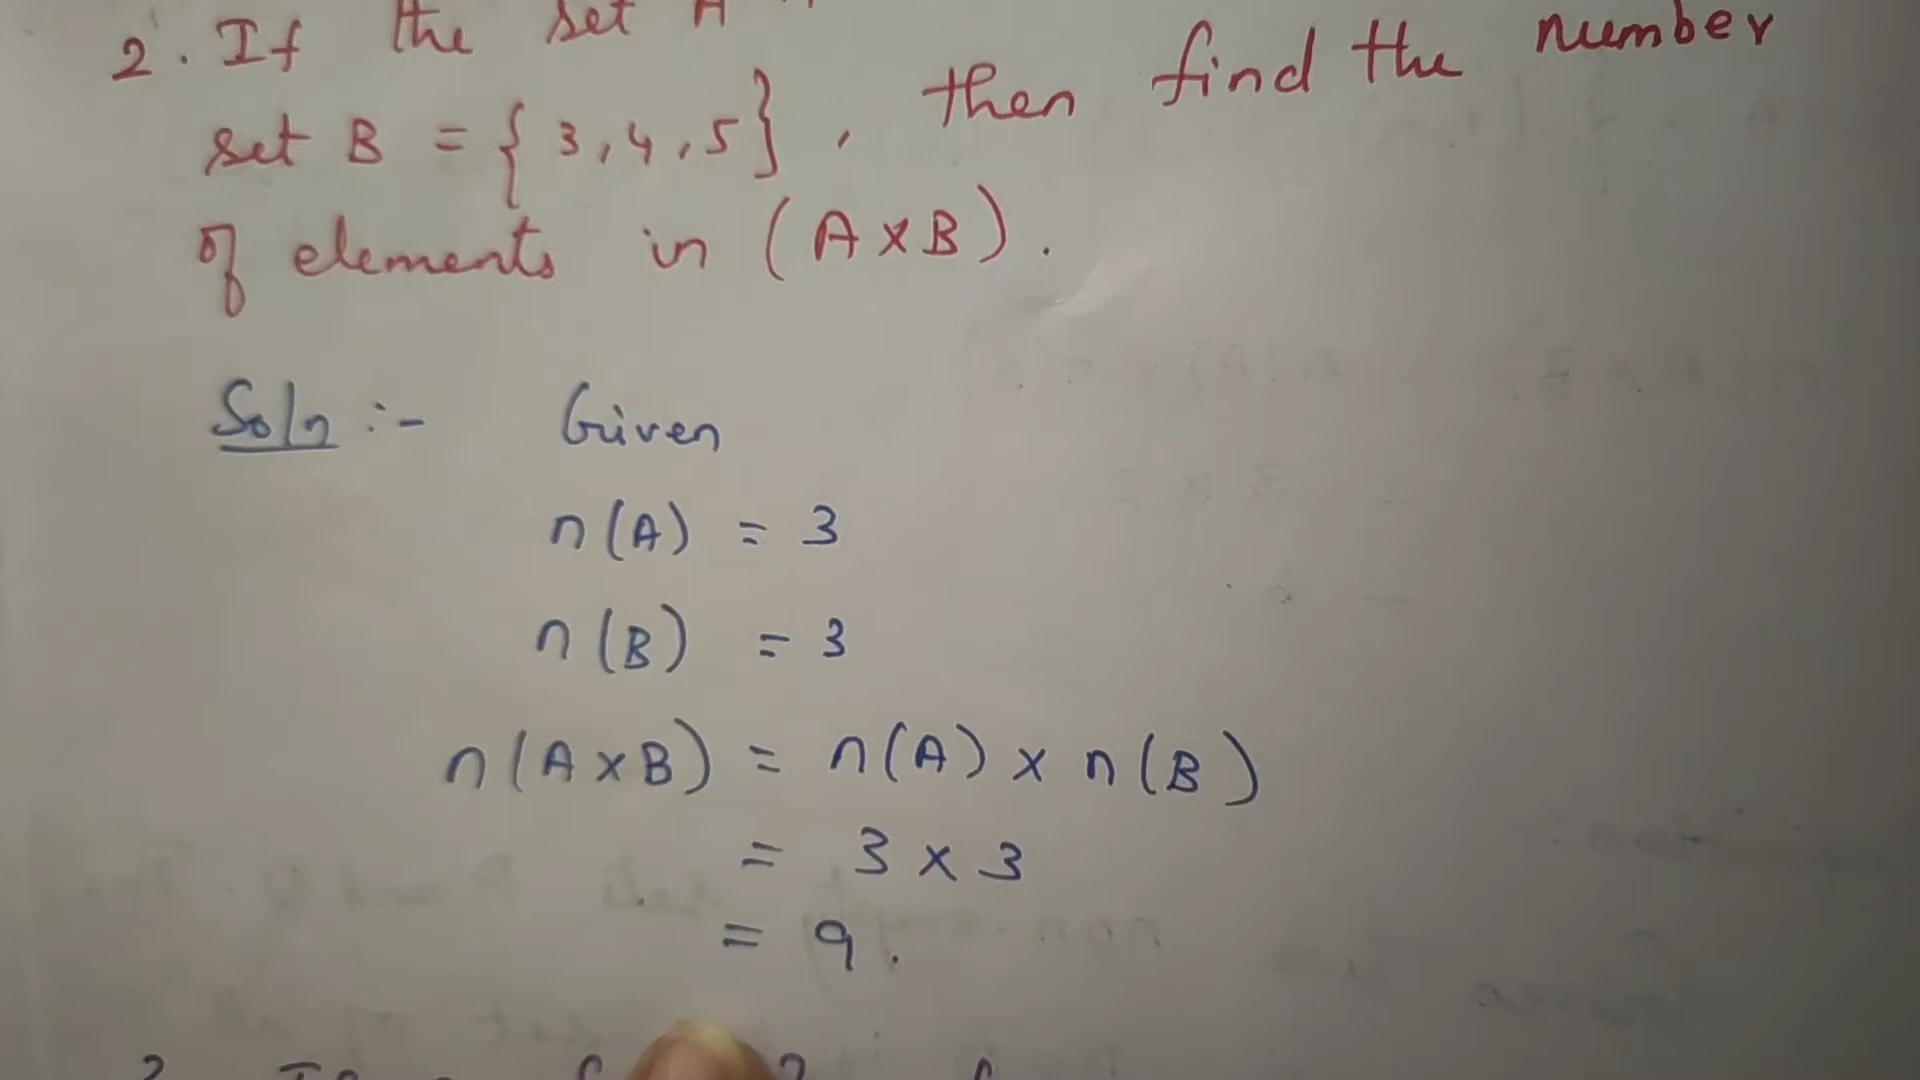 2. If the set A
set B = { 3, 4, 5 }, then find the number
of elements in (A×B).
Soln :- Given
n(A) = 3
n(B) = 3
n(A×B) = n(A) × n(B)
= 3 × 3
= 9.